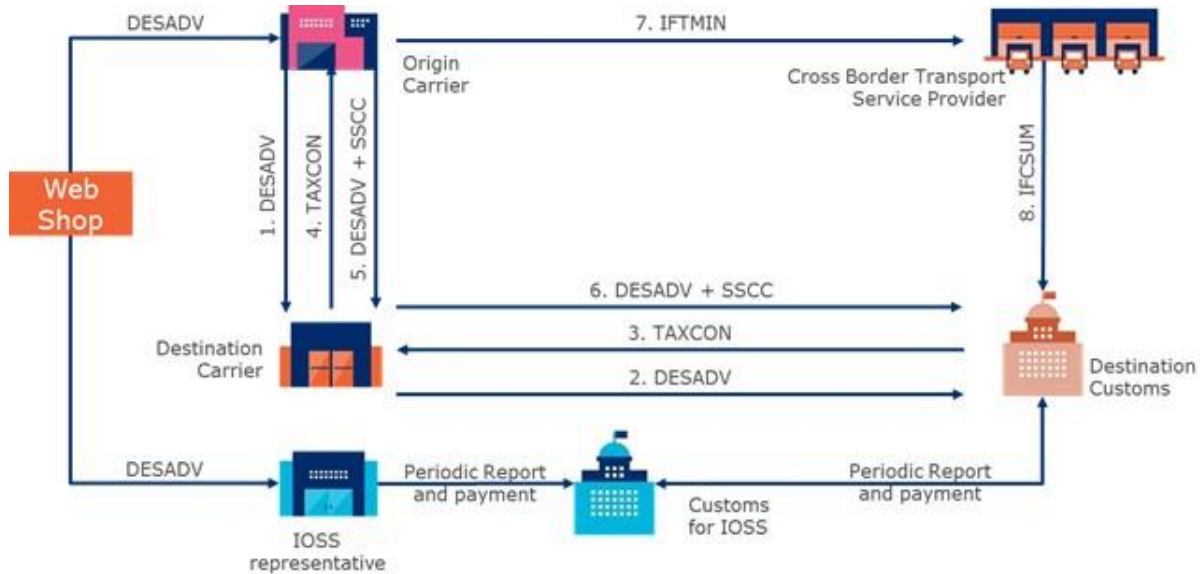 DESADV
7. IFTMIN
Origin
Carrier
Cross Border Transport
Service Provider
1. DESADV
4. TAXCON
5. DESADV + SSCC
8. IFCSUM
Web
Shop
6. DESADV + SSCC
3. TAXCON
Destination
Carrier
2. DESADV
Destination
Customs
DESADV
Periodic Report
and payment
Periodic Report
and payment
Customs
for IOSS
IOSS
representative